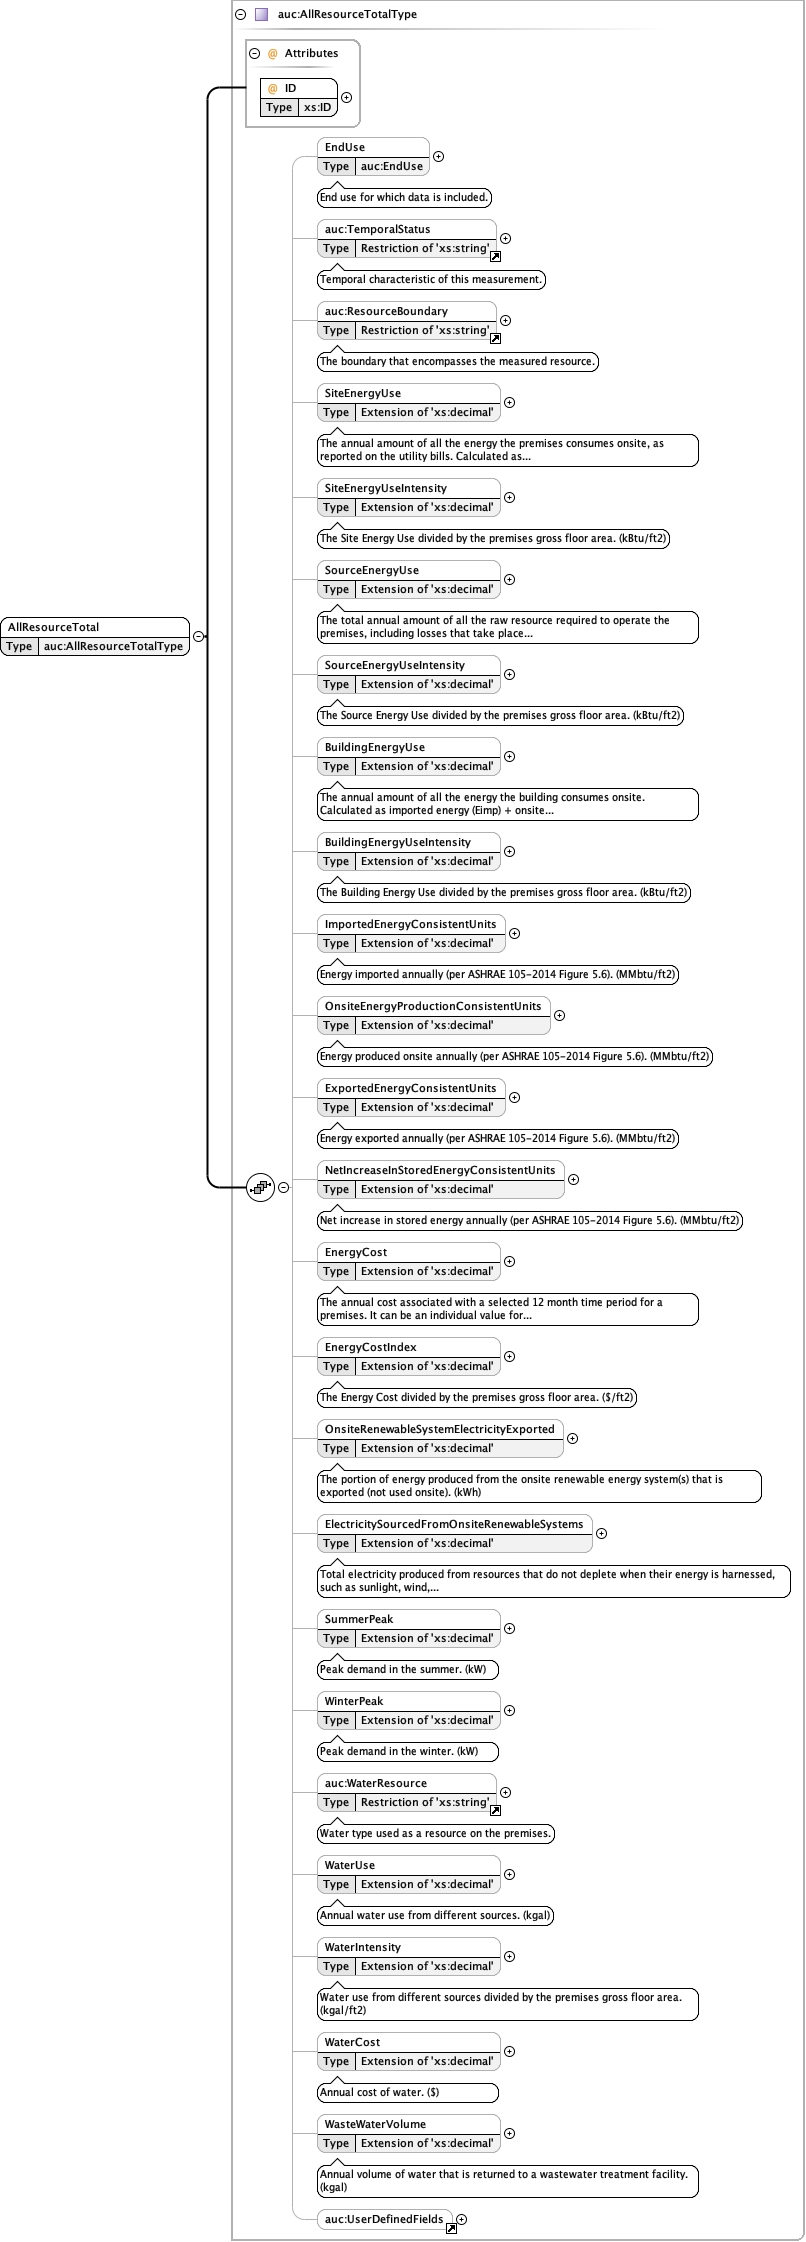 auc:AllResourceTotalType
@ Attributes
@ ID
Type xs:ID
EndUse
Type auc:EndUse
End use for which data is included.
auc:TemporalStatus
Type Restriction of 'xs:string'
Temporal characteristic of this measurement.
auc:ResourceBoundary
Type Restriction of 'xs:string'
The boundary that encompasses the measured resource.
SiteEnergyUse
Type Extension of 'xs:decimal'
The annual amount of all the energy the premises consumes onsite, as
reported on the utility bills. Calculated as...
SiteEnergyUseIntensity
Type Extension of 'xs:decimal'
The Site Energy Use divided by the premises gross floor area. (kBtu/ft2)
SourceEnergyUse
Type Extension of 'xs:decimal'
The total annual amount of all the raw resource required to operate the
premises, including losses that take place...
AllResourceTotal
Type auc:AllResourceTotalType
SourceEnergyUseIntensity
Type Extension of 'xs:decimal'
The Source Energy Use divided by the premises gross floor area. (kBtu/ft2)
BuildingEnergyUse
Type Extension of 'xs:decimal'
The annual amount of all the energy the building consumes onsite.
Calculated as imported energy (Eimp) + onsite...
BuildingEnergyUseIntensity
Type Extension of 'xs:decimal'
The Building Energy Use divided by the premises gross floor area. (kBtu/ft2)
ImportedEnergyConsistentUnits
Type Extension of 'xs:decimal'
Energy imported annually (per ASHRAE 105-2014 Figure 5.6). (MMbtu/ft2)
OnsiteEnergyProductionConsistentUnits
Type Extension of 'xs:decimal'
Energy produced onsite annually (per ASHRAE 105-2014 Figure 5.6). (MMbtu/ft2)
ExportedEnergyConsistentUnits
Type Extension of 'xs:decimal'
Energy exported annually (per ASHRAE 105-2014 Figure 5.6). (MMbtu/ft2)
NetIncreaseInStoredEnergyConsistentUnits
Type Extension of 'xs:decimal'
Net increase in stored energy annually (per ASHRAE 105-2014 Figure 5.6). (MMbtu/ft2)
EnergyCost
Type Extension of 'xs:decimal'
The annual cost associated with a selected 12 month time period for a
premises. It can be an individual value for...
EnergyCostIndex
Type Extension of 'xs:decimal'
The Energy Cost divided by the premises gross floor area. ($/ft2)
OnsiteRenewableSystemElectricityExported
Type Extension of 'xs:decimal'
The portion of energy produced from the onsite renewable energy system(s) that is
exported (not used onsite). (kWh)
ElectricitySourcedFromOnsiteRenewableSystems
Type Extension of 'xs:decimal'
Total electricity produced from resources that do not deplete when their energy is harnessed,
such as sunlight, wind,...
SummerPeak
Type Extension of 'xs:decimal'
Peak demand in the summer. (kW)
WinterPeak
Type Extension of 'xs:decimal'
Peak demand in the winter. (kW)
auc:WaterResource
Type Restriction of 'xs:string'
Water type used as a resource on the premises.
WaterUse
Type Extension of 'xs:decimal'
Annual water use from different sources. (kgal)
WaterIntensity
Type Extension of 'xs:decimal'
Water use from different sources divided by the premises gross floor area.
(kgal/ft2)
WaterCost
Type Extension of 'xs:decimal'
Annual cost of water. ($)
WasteWaterVolume
Type Extension of 'xs:decimal'
Annual volume of water that is returned to a wastewater treatment facility.
(kgal)
auc:UserDefinedFields